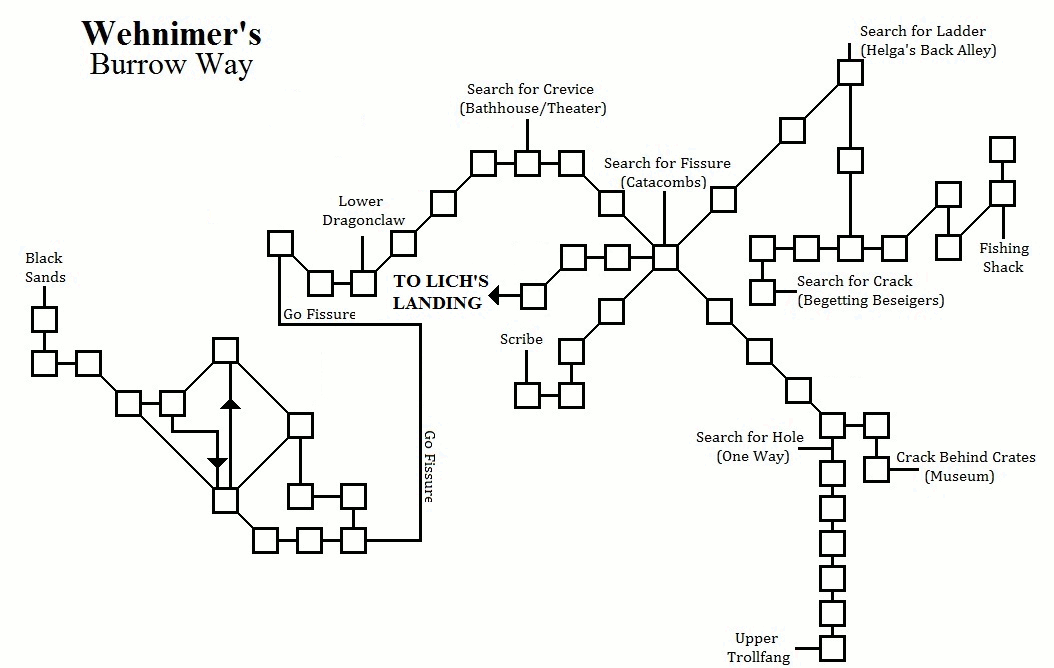 Wehnimer's
Burrow Way
Search for Ladder
(Helga's Back Alley)
Search for Crevice
(Bathhouse/Theater)
Search for Fissure
(Catacombs)
Lower
Dragonclaw
Fishing
Shack
Black
Sands
TO LICH'S
LANDING
Search for Crack
(Begetting Beseigers)
Go Fissure
Scribe
Go Fissure
Search for Hole
(One Way)
Crack Behind Crates
(Museum)
Upper
Trollfang